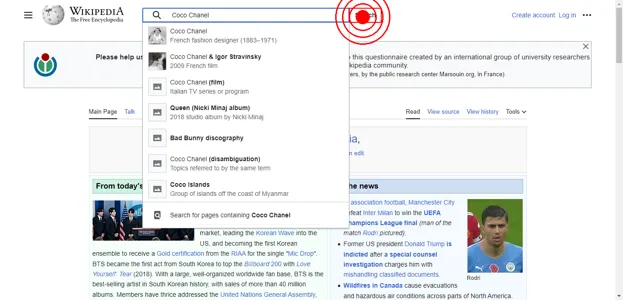 WIKIPEDIA
The Free Encyclopedia
Coco Chanel
Create account Log in
Coco Chanel
French fashion designer (1883–1971)
Coco Chanel & Igor Stravinsky
2009 French film
Coco Chanel (film)
Italian TV series or program
Queen (Nicki Minaj album)
2018 studio album by Nicki Minaj
Bad Bunny discography
Coco Chanel (disambiguation)
Topics referred to by the same term
Coco Islands
Group of islands off the coast of Myanmar
Search for pages containing Coco Chanel
Please help us
this questionnaire created by an international group of university researchers
kipedia community.
ers, by the public research center Marsouin.org, in France)
Main Page Talk
Read View source View history Tools
ia,
n edit
From today's
market, leading the Korean Wave into the
US, and becoming the first Korean
ensemble to receive a Gold certification from the RIAA for the single "Mic Drop".
BTS became the first act from South Korea to top the Billboard 200 with Love
Yourself: Tear (2018). With a large, well-organized worldwide fan base, BTS is the
best-selling artist in South Korean history, with sales of more than 40 million
albums. Members have thrice addressed the United Nations General Assembly,
the news
association football, Manchester
defeat Inter Milan to win the UEFA
Champions League final (man of the
match Rodri pictured).
Former US president Donald Trump is
indicted after a special counsel
investigation charges him with
mishandling classified documents.
Wildfires in Canada cause evacuations
and hazardous air conditions across parts of North America.
Rodri